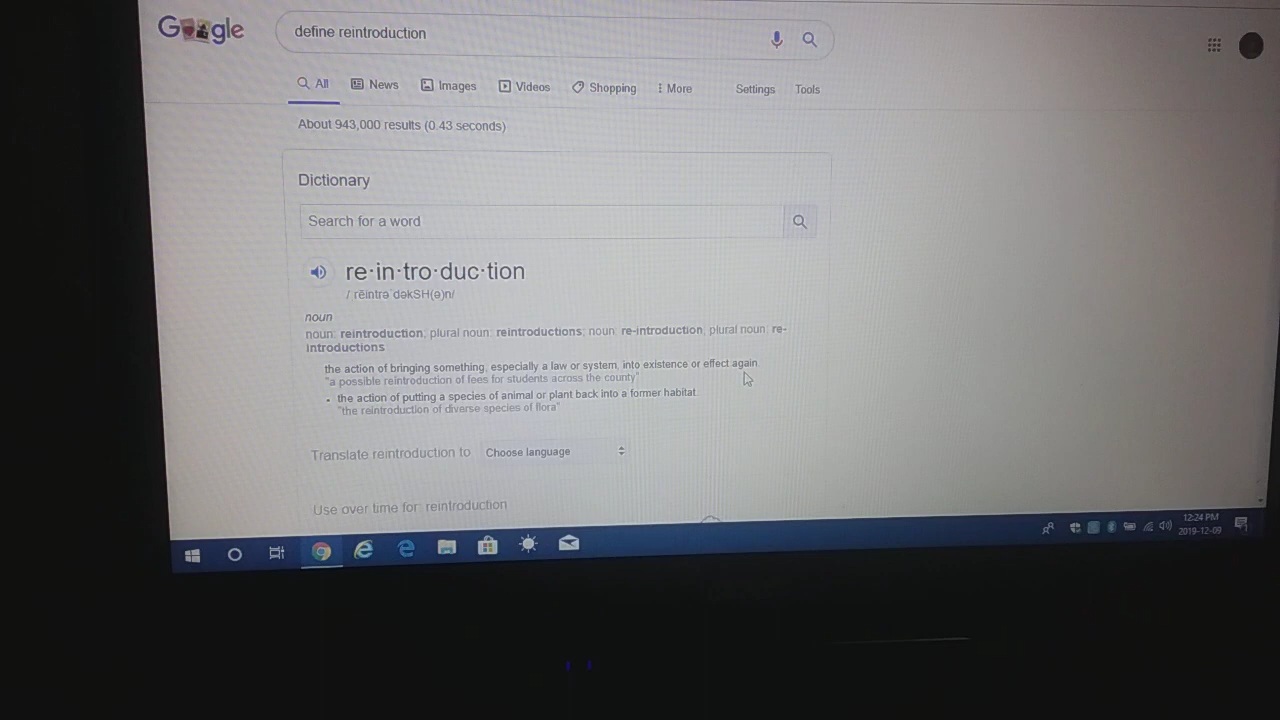 Google
define reintroduction
All News Images Videos Shopping More Settings Tools
About 943,000 results (0.43 seconds)
Dictionary
Search for a word
re·in·tro·duc·tion
/ˌrēintrəˈdəkSH(ə)n/
noun
noun: reintroduction; plural noun: reintroductions; noun: re-introduction; plural noun: re-
introductions
the action of bringing something, especially a law or system, into existence or effect again.
"a possible reintroduction of fees for students across the county"
• the action of putting a species of animal or plant back into a former habitat.
"the reintroduction of diverse species of flora"
Translate reintroduction to Choose language
Use over time for: reintroduction
12:24 PM
2019-12-09